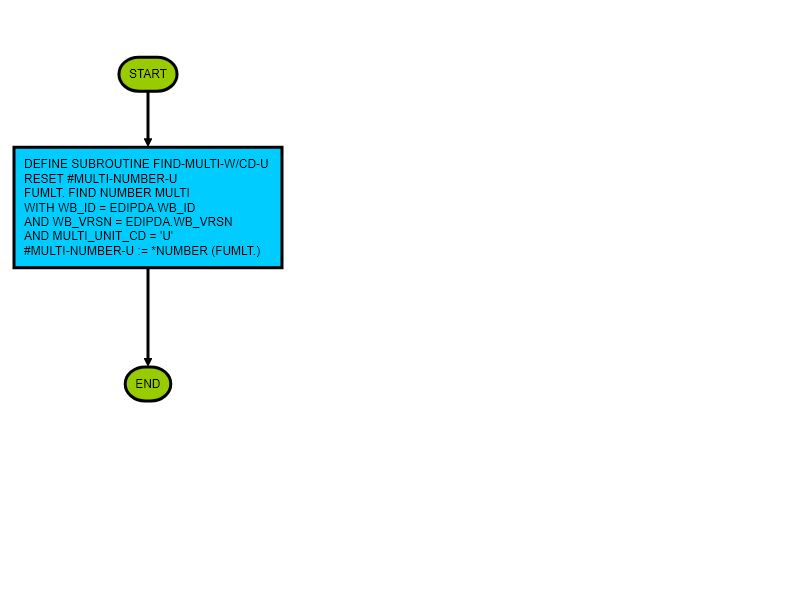 START
DEFINE SUBROUTINE FIND-MULTI-W/CD-U
RESET #MULTI-NUMBER-U
FUMLT. FIND NUMBER MULTI
WITH WB_ID = EDIPDA.WB_ID
AND WB_VRSN = EDIPDA.WB_VRSN
AND MULTI_UNIT_CD = 'U'
#MULTI-NUMBER-U := *NUMBER (FUMLT.)
END